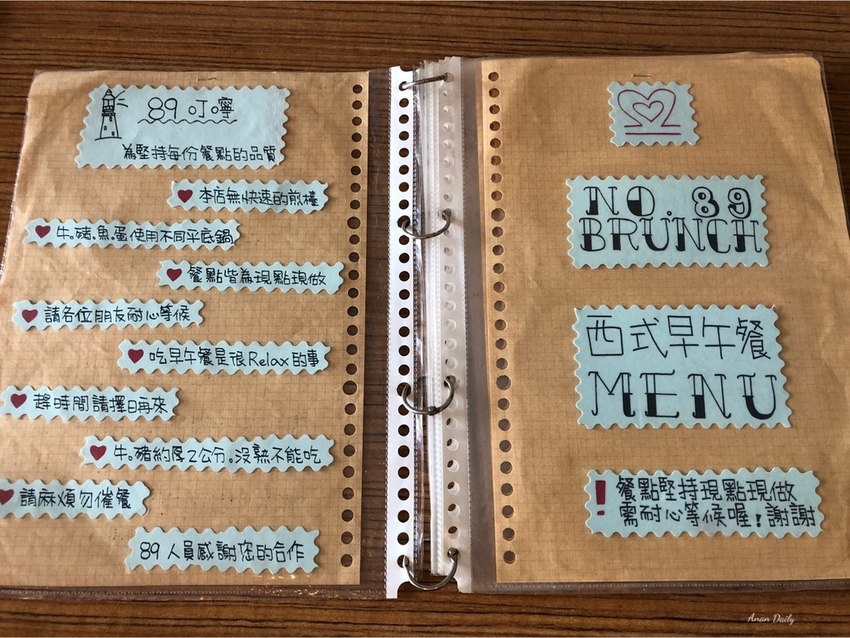 89 叮嚀
為堅持每份餐點的品質
本店無快速的煎檯
牛.豬.魚.蛋使用不同平底鍋
餐點皆為現點現做
請各位朋友耐心等候
吃早午餐是很Relax的事
趕時間請擇日再來
牛.豬約厚2公分.沒熟不能吃
請麻煩勿催餐
89人員感謝您的合作
NO.89
BRUNCH
西式早午餐
MENU
! 餐點堅持現點現做
需耐心等候喔!謝謝
Anan Daily